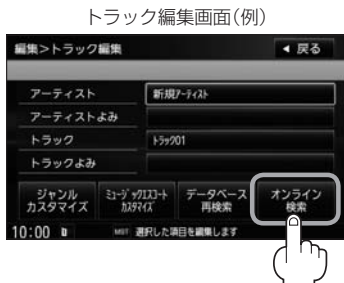 トラック編集画面(例)
編集>トラック編集
◀ 戻る
アーティスト 新規ｱｰﾃｨｽﾄ
アーティストよみ
トラック ﾄﾗｯｸ01
トラックよみ
ジャンル
カスタマイズ
ﾐｭｰｼﾞｯｸｴｽｺｰﾄ
ｶｽﾀﾏｲｽﾞ
データベース
再検索
オンライン
検索
10:00 選択した項目を編集します